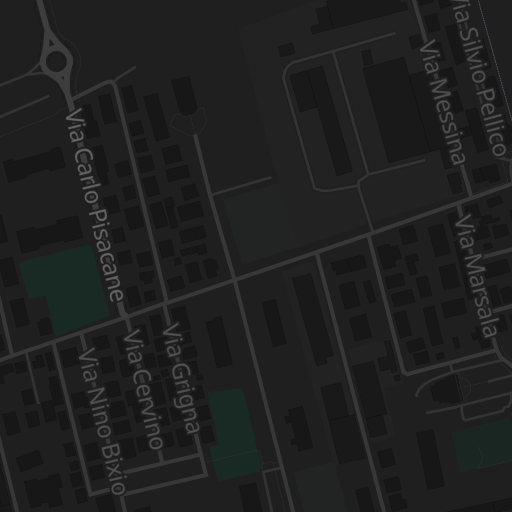 Via Silvio Pellico
Via Messina
Via Carlo Pisacane
Via Marsala
Via Grigna
Via Cervino
Via Nino Bixio